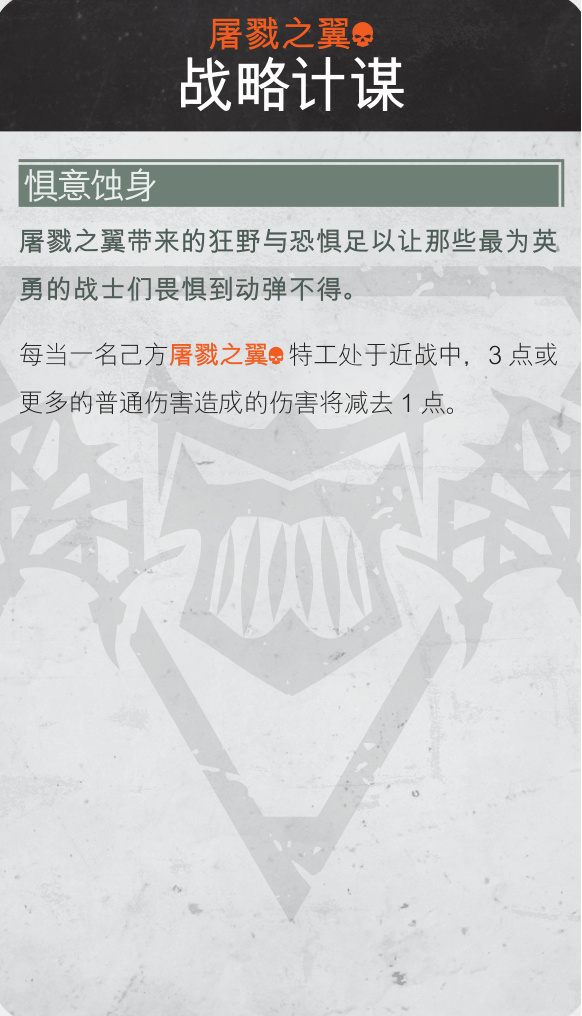 屠戮之翼
战略计谋
惧意蚀身
屠戮之翼带来的狂野与恐惧足以让那些最为英
勇的战士们畏惧到动弹不得。
每当一名己方屠戮之翼特工处于近战中，3 点或
更多的普通伤害造成的伤害将减去 1 点。